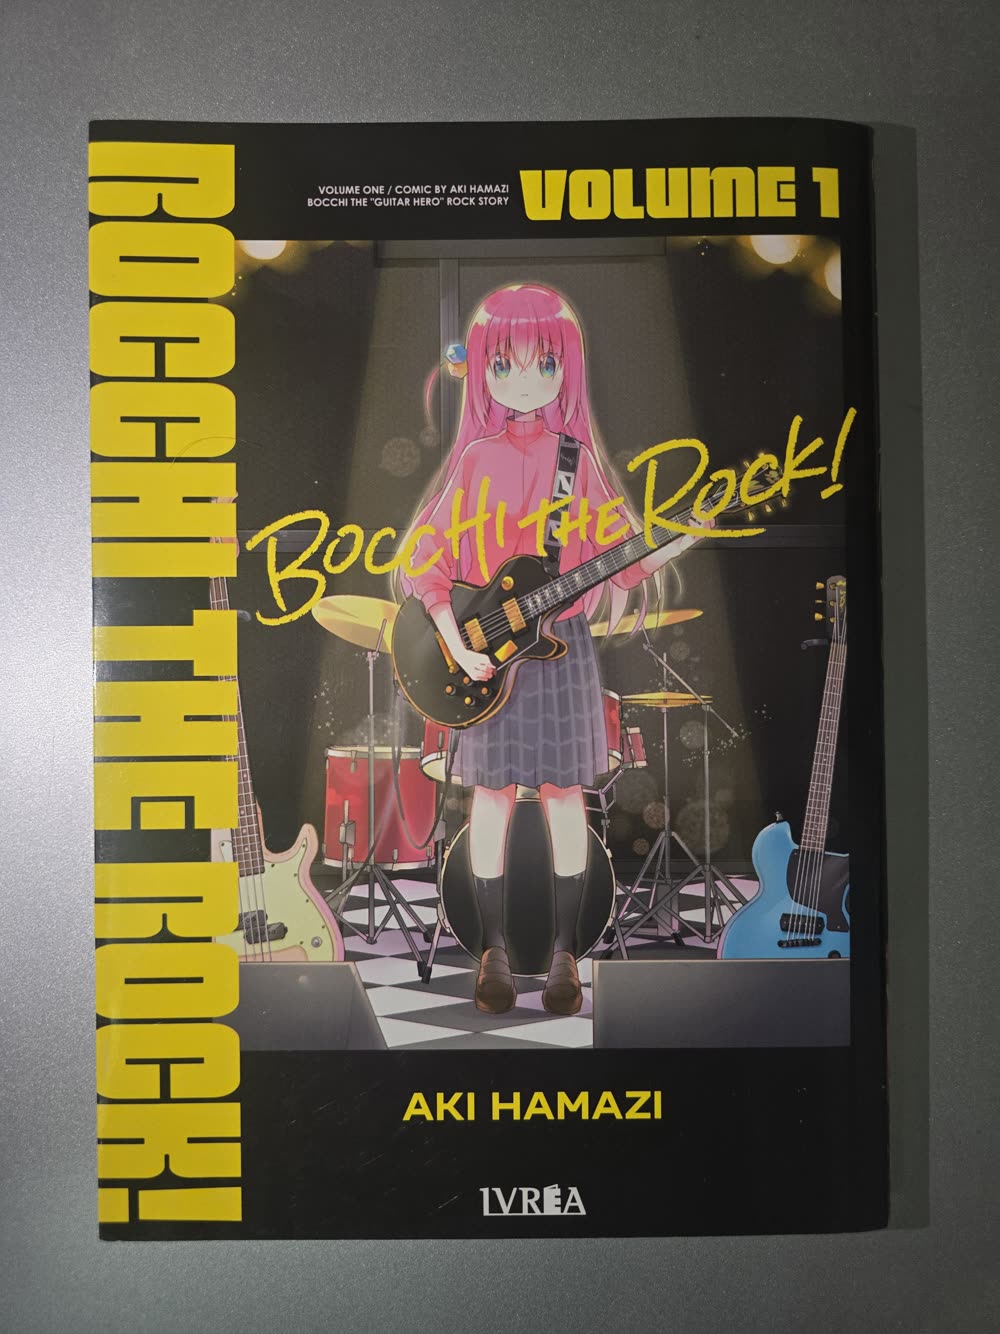 BOCCHI THE ROCK!
VOLUME ONE / COMIC BY AKI HAMAZI
BOCCHI THE "GUITAR HERO" ROCK STORY
VOLUME 1
BOCCHI THE ROCK!
AKI HAMAZI
IVREA